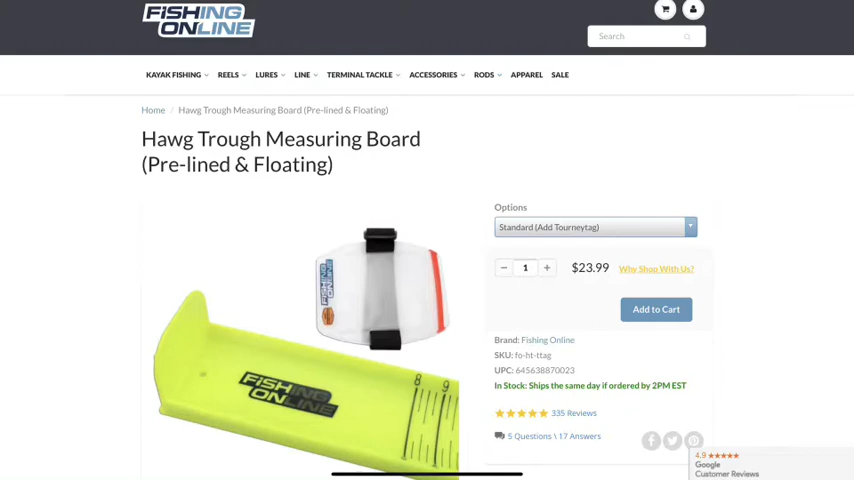 FISHING
ONLINE
Search
KAYAK FISHING
REELS
LURES
LINE
TERMINAL TACKLE
ACCESSORIES
RODS
APPAREL
SALE
Home / Hawg Trough Measuring Board (Pre-lined & Floating)
Hawg Trough Measuring Board
(Pre-lined & Floating)
Options
Standard (Add Tourneytag)
− 1 +
$23.99
Why Shop With Us?
Add to Cart
Brand: Fishing Online
SKU: fo-ht-ttag
UPC: 645638870023
In Stock: Ships the same day if ordered by 2PM EST
335 Reviews
5 Questions \ 17 Answers
FISHING
ONLINE
FISHING
ONLINE
8 9
4.9
Google
Customer Reviews